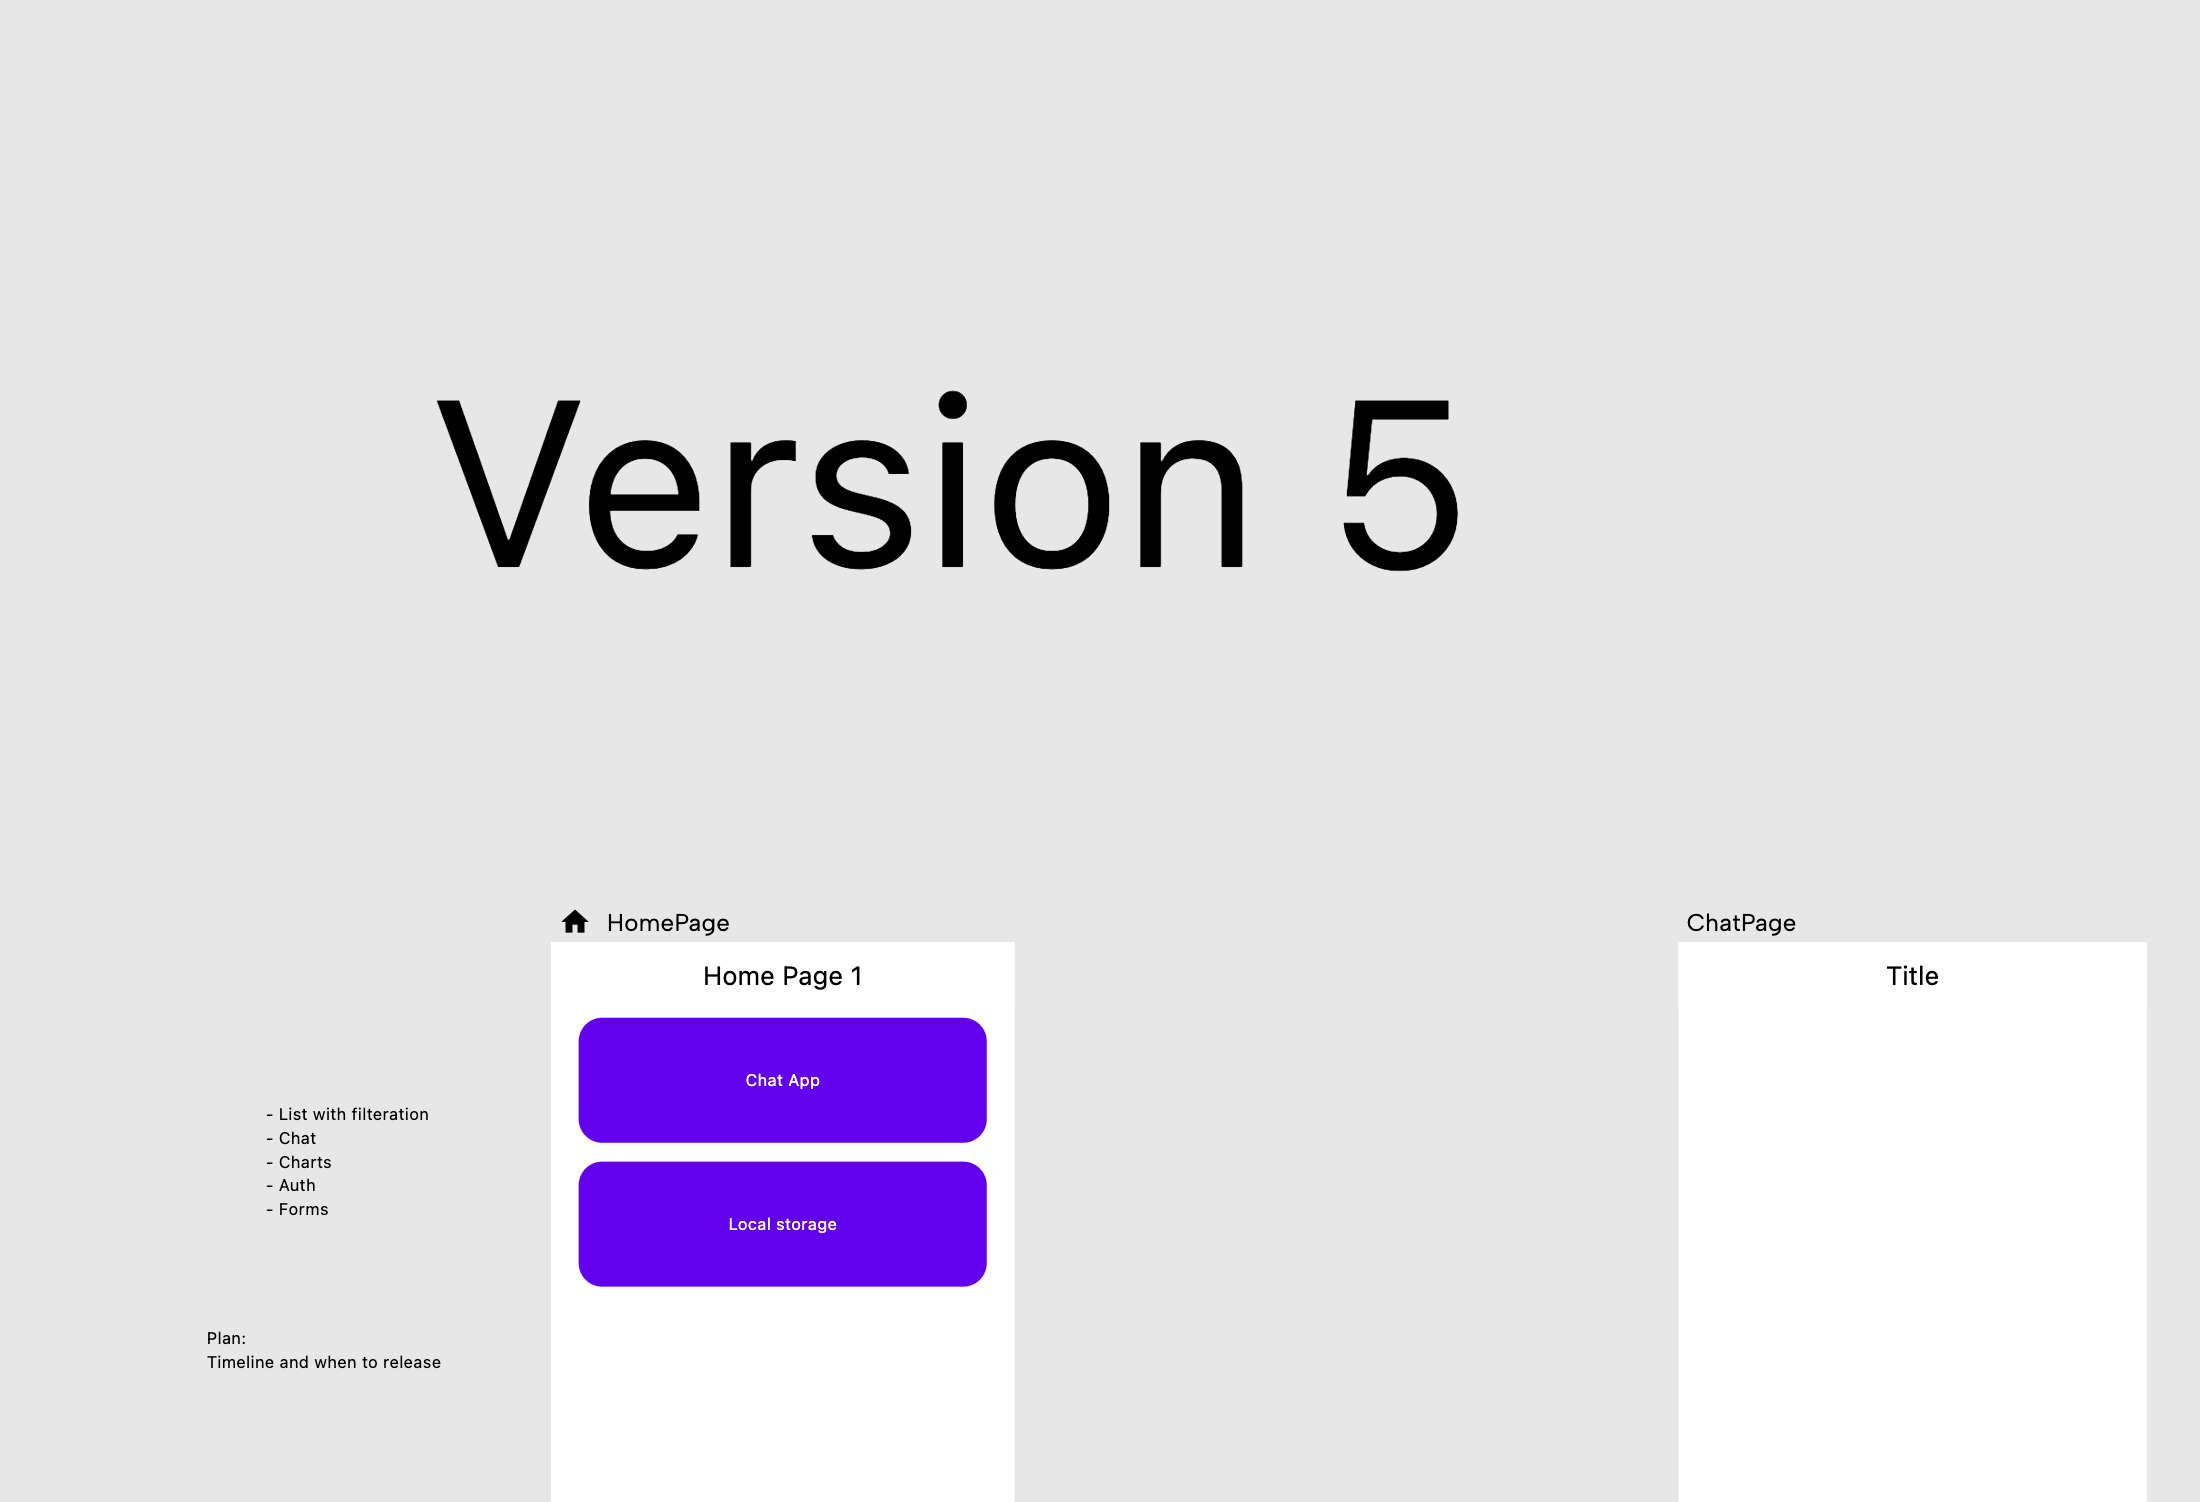 Version 5
HomePage
ChatPage
Home Page 1
Title
Chat App
Local storage
- List with filteration
- Chat
- Charts
- Auth
- Forms
Plan:
Timeline and when to release